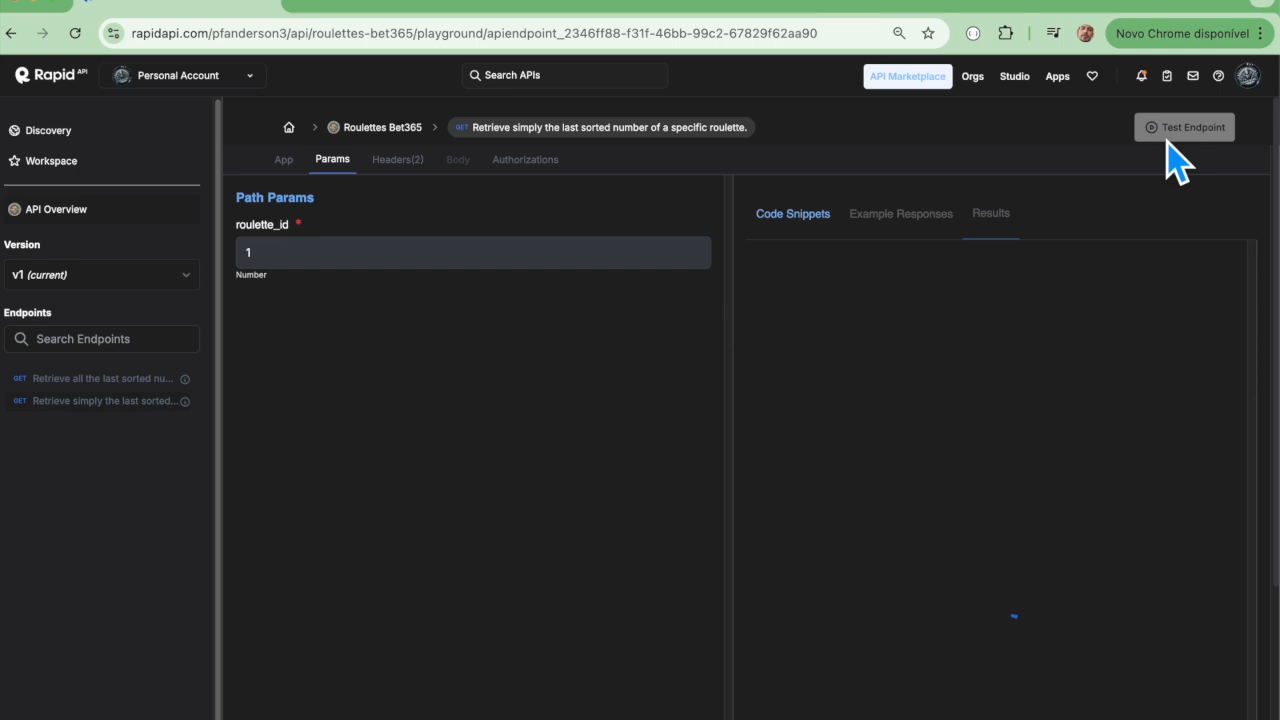 rapidapi.com/pfanderson3/api/roulettes-bet365/playground/apiendpoint_2346ff88-f31f-46bb-99c2-67829f62aa90
Novo Chrome disponível
Rapid API
Personal Account
Search APIs
API Marketplace
Orgs
Studio
Apps
Discovery
Workspace
API Overview
Version
v1 (current)
Endpoints
Search Endpoints
GET Retrieve all the last sorted nu...
GET Retrieve simply the last sorted...
Roulettes Bet365
GET Retrieve simply the last sorted number of a specific roulette.
Test Endpoint
App
Params
Headers(2)
Body
Authorizations
Path Params
roulette_id *
1
Number
Code Snippets
Example Responses
Results